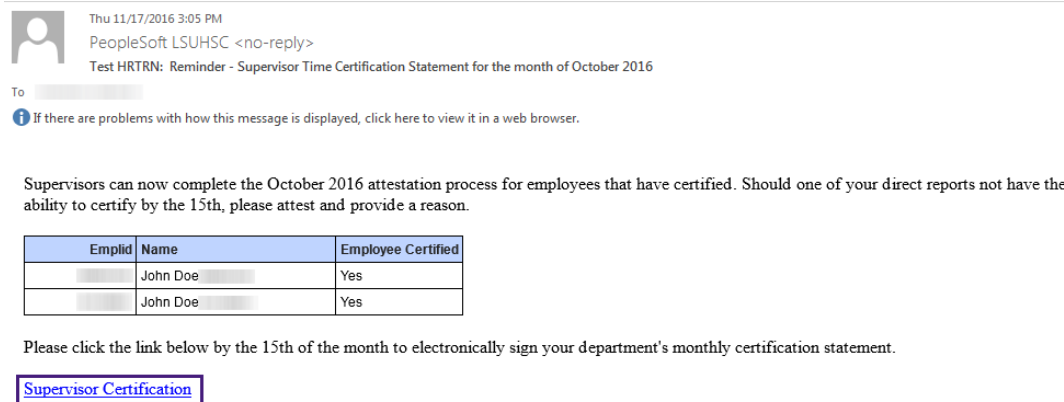 Thu 11/17/2016 3:05 PM
PeopleSoft LSUHSC <no-reply>
Test HRTRN: Reminder - Supervisor Time Certification Statement for the month of October 2016
To
If there are problems with how this message is displayed, click here to view it in a web browser.
Supervisors can now complete the October 2016 attestation process for employees that have certified. Should one of your direct reports not have the
ability to certify by the 15th, please attest and provide a reason.
Emplid Name Employee Certified
John Doe Yes
John Doe Yes
Please click the link below by the 15th of the month to electronically sign your department's monthly certification statement.
Supervisor Certification